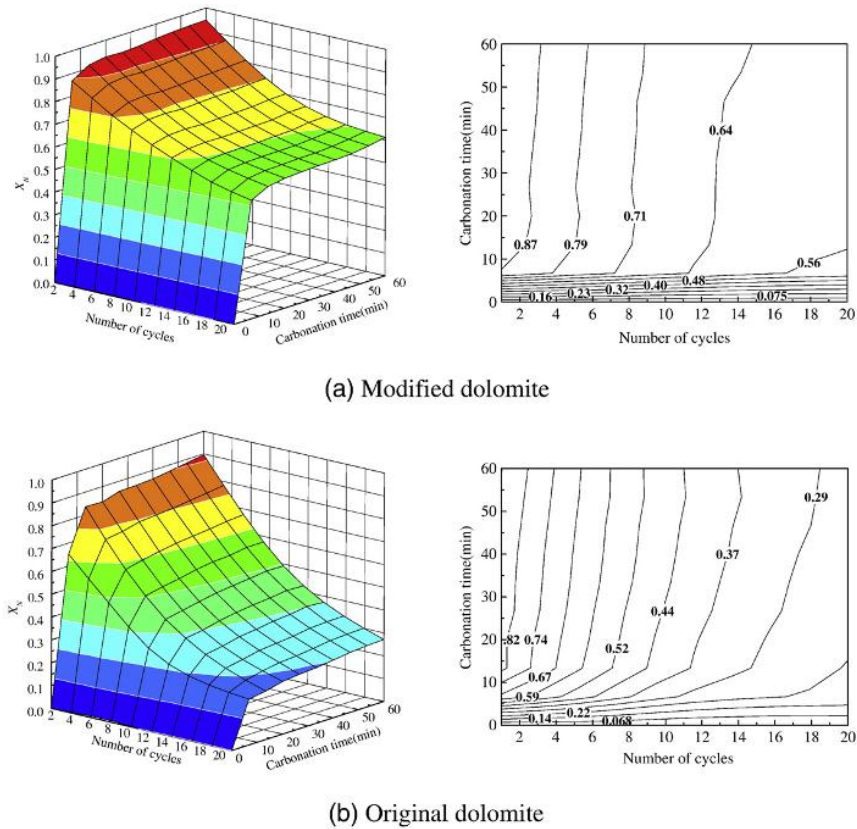 1.0
0.9
0.8
0.7
0.6
0.5
0.4
0.3
0.2
0.1
0.0
X_N
2 4 6 8 10 12 14 16 18 20
Number of cycles
0 10 20 30 40 50 60
Carbonation time(min)
60
50
40
30
20
10
0
Carbonation time(min)
0.64
0.87 0.79 0.71
0.56
0.48
0.40
0.32
0.23
0.16 0.075
2 4 6 8 10 12 14 16 18 20
Number of cycles
(a) Modified dolomite
1.0
0.9
0.8
0.7
0.6
0.5
0.4
0.3
0.2
0.1
0.0
X_N
2 4 6 8 10 12 14 16 18 20
Number of cycles
0 10 20 30 40 50 60
Carbonation time(min)
60
50
40
30
20
10
0
Carbonation time(min)
0.29
0.37
0.44
.82 0.74
0.52
0.67
0.59
0.22
0.14 0.068
2 4 6 8 10 12 14 16 18 20
Number of cycles
(b) Original dolomite